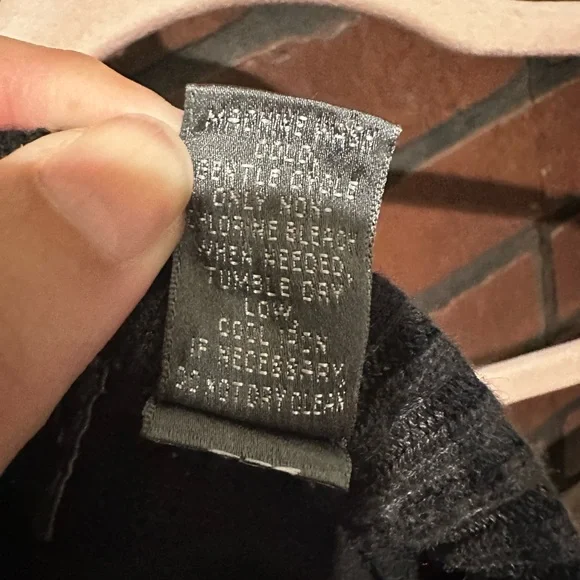 MACHINE WASH
COLD,
GENTLE CYCLE
ONLY NON-
CHLORINE BLEACH
WHEN NEEDED,
TUMBLE DRY
LOW,
COOL IRON
IF NECESSARY
DO NOT DRY CLEAN